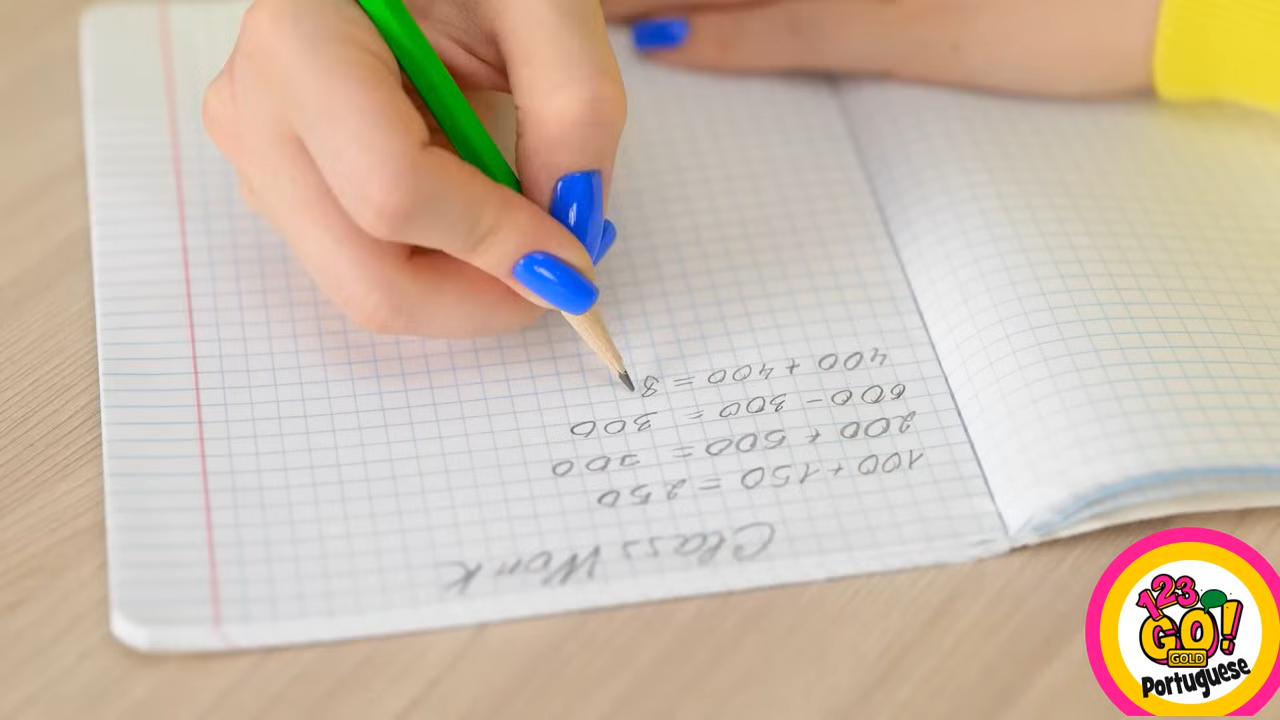 Class Work
100 + 150 = 250
200 + 500 = 700
600 - 300 = 300
400 + 400 = 8
123
GO!
GOLD
Portuguese